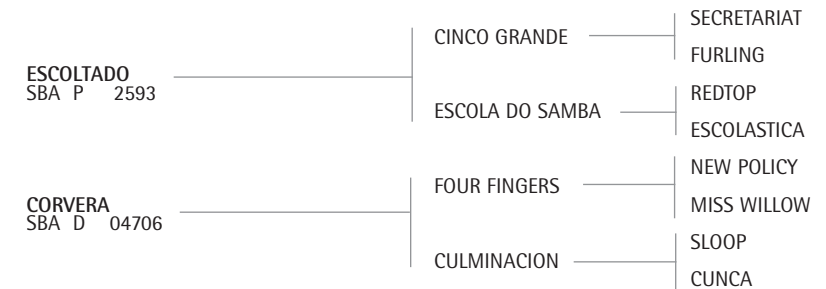 ESCOLTADO
SBA P 2593
CINCO GRANDE
SECRETARIAT
FURLING
ESCOLA DO SAMBA
REDTOP
ESCOLASTICA
CORVERA
SBA D 04706
FOUR FINGERS
NEW POLICY
MISS WILLOW
CULMINACION
SLOOP
CUNCA